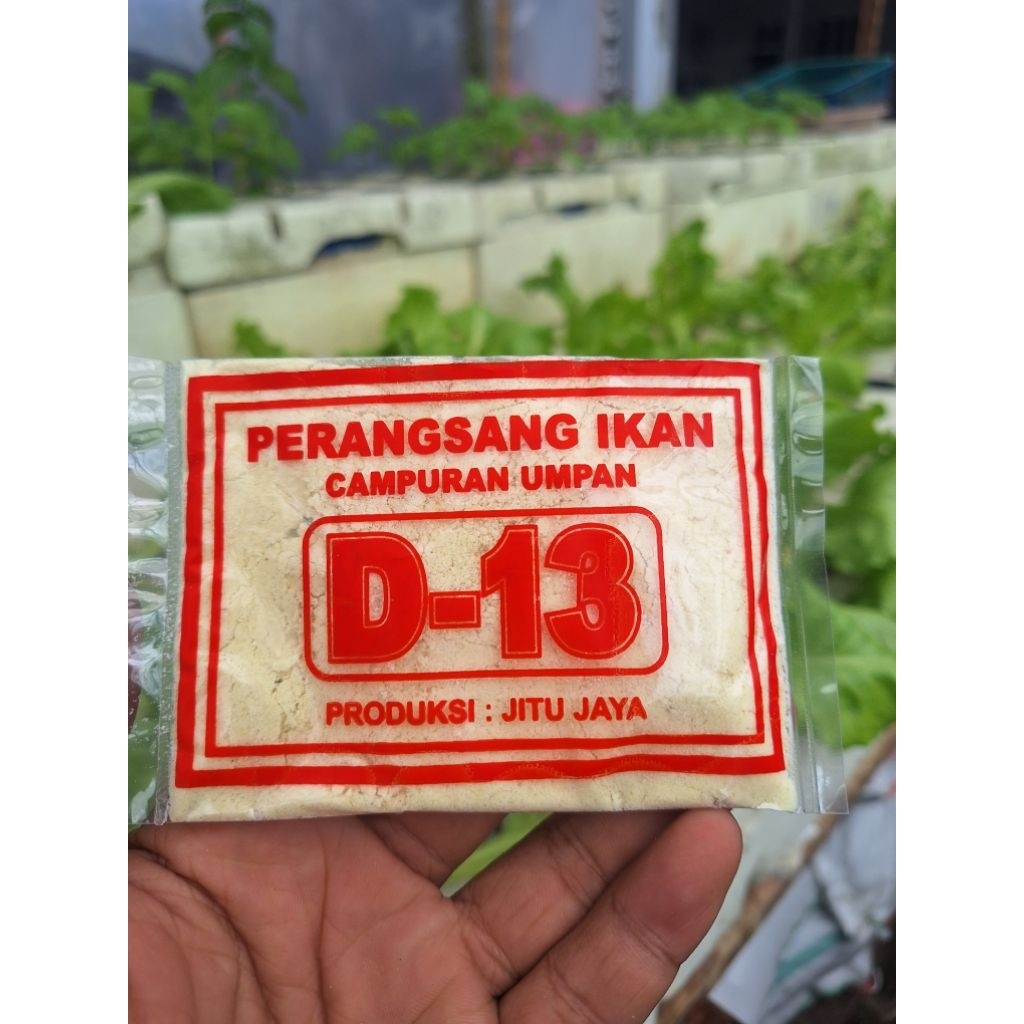 PERANGSANG IKAN
CAMPURAN UMPAN
D-13
PRODUKSI : JITU JAYA